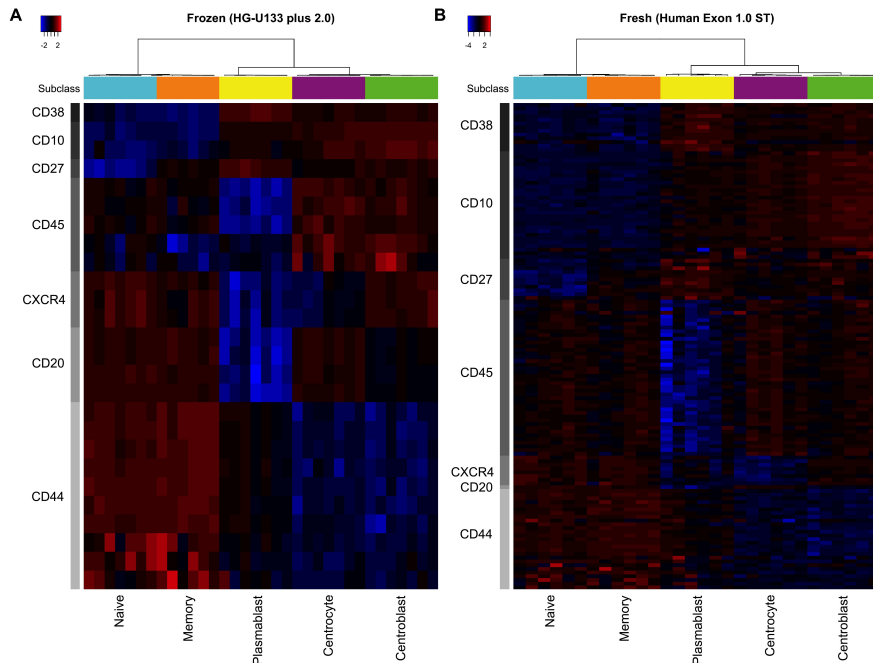 A
Frozen (HG-U133 plus 2.0)
-2 2
Subclass
CD38
CD10
CD27
CD45
CXCR4
CD20
CD44
Naive
Memory
Plasmablast
Centrocyte
Centroblast
B
Fresh (Human Exon 1.0 ST)
-4 2
Subclass
CD38
CD10
CD27
CD45
CXCR4
CD20
CD44
Naive
Memory
Plasmablast
Centrocyte
Centroblast